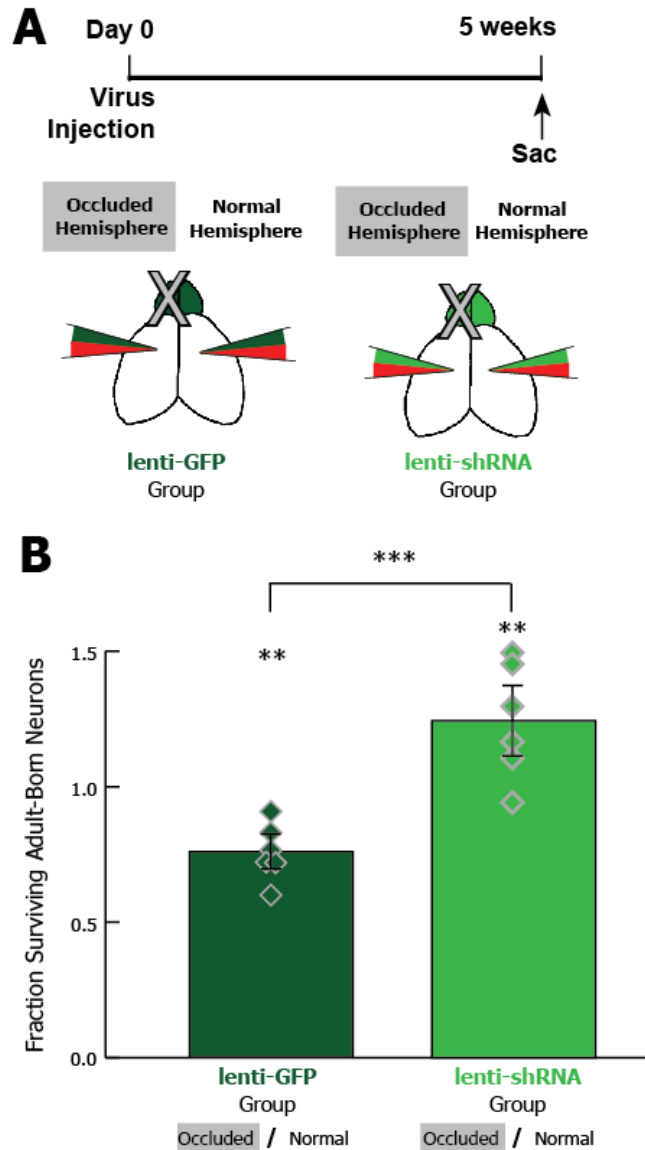 A
Day 0
5 weeks
Virus
Injection
Sac
Occluded
Hemisphere
Normal
Hemisphere
Occluded
Hemisphere
Normal
Hemisphere
X
X
lenti-GFP
Group
lenti-shRNA
Group
B
***
**
**
Fraction Surviving Adult-Born Neurons
1.5
1.0
0.5
0.0
lenti-GFP
Group
Occluded / Normal
lenti-shRNA
Group
Occluded / Normal